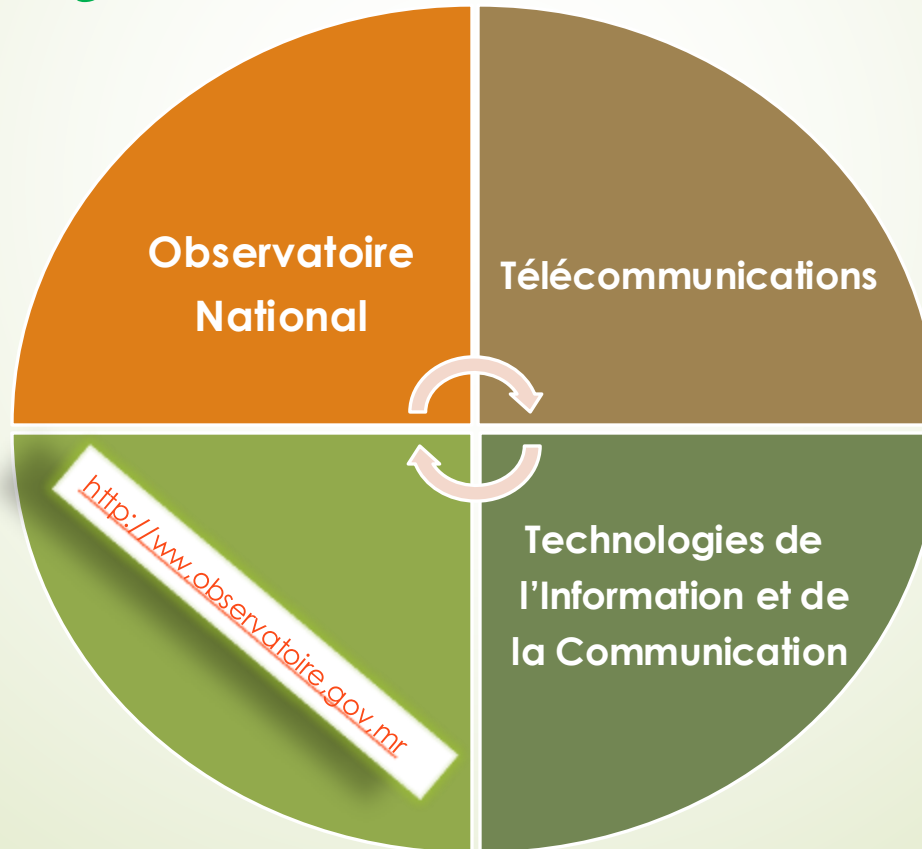 Observatoire
National
Télécommunications
http://ww.observatoire.gov.mr
Technologies de
l’Information et de
la Communication